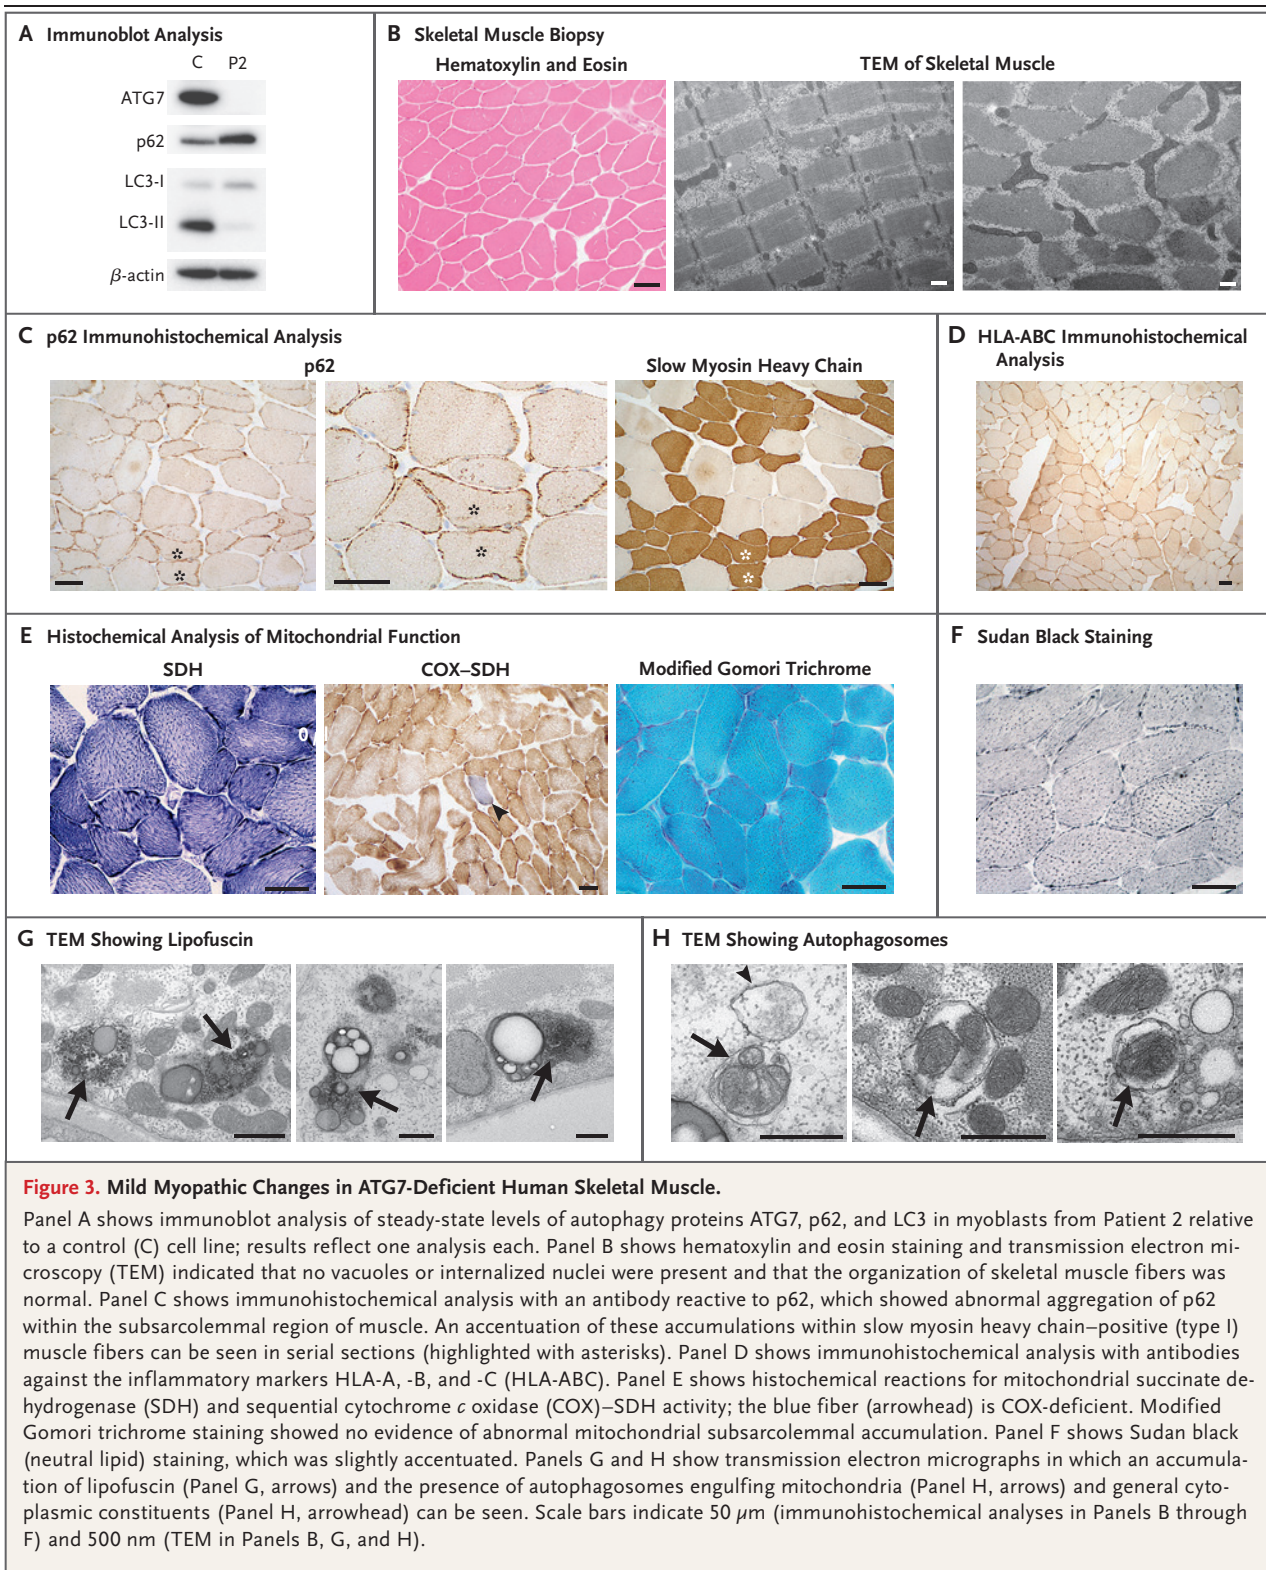 A Immunoblot Analysis
C P2
ATG7
p62
LC3-I
LC3-II
β-actin
B Skeletal Muscle Biopsy
Hematoxylin and Eosin
TEM of Skeletal Muscle
C p62 Immunohistochemical Analysis
p62
Slow Myosin Heavy Chain
*
*
*
*
*
*
D HLA-ABC Immunohistochemical
Analysis
E Histochemical Analysis of Mitochondrial Function
SDH
COX–SDH
Modified Gomori Trichrome
F Sudan Black Staining
G TEM Showing Lipofuscin
H TEM Showing Autophagosomes
Figure 3. Mild Myopathic Changes in ATG7-Deficient Human Skeletal Muscle.
Panel A shows immunoblot analysis of steady-state levels of autophagy proteins ATG7, p62, and LC3 in myoblasts from Patient 2 relative
to a control (C) cell line; results reflect one analysis each. Panel B shows hematoxylin and eosin staining and transmission electron mi-
croscopy (TEM) indicated that no vacuoles or internalized nuclei were present and that the organization of skeletal muscle fibers was
normal. Panel C shows immunohistochemical analysis with an antibody reactive to p62, which showed abnormal aggregation of p62
within the subsarcolemmal region of muscle. An accentuation of these accumulations within slow myosin heavy chain–positive (type I)
muscle fibers can be seen in serial sections (highlighted with asterisks). Panel D shows immunohistochemical analysis with antibodies
against the inflammatory markers HLA-A, -B, and -C (HLA-ABC). Panel E shows histochemical reactions for mitochondrial succinate de-
hydrogenase (SDH) and sequential cytochrome c oxidase (COX)–SDH activity; the blue fiber (arrowhead) is COX-deficient. Modified
Gomori trichrome staining showed no evidence of abnormal mitochondrial subsarcolemmal accumulation. Panel F shows Sudan black
(neutral lipid) staining, which was slightly accentuated. Panels G and H show transmission electron micrographs in which an accumula-
tion of lipofuscin (Panel G, arrows) and the presence of autophagosomes engulfing mitochondria (Panel H, arrows) and general cyto-
plasmic constituents (Panel H, arrowhead) can be seen. Scale bars indicate 50 μm (immunohistochemical analyses in Panels B through
F) and 500 nm (TEM in Panels B, G, and H).